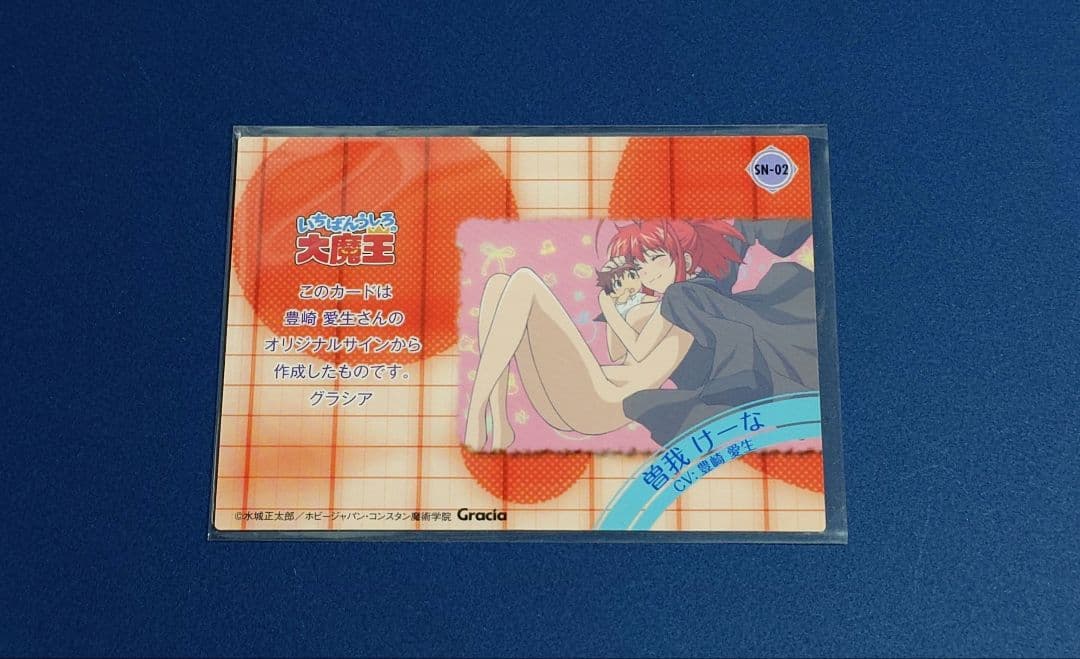 SN-02
いちばんうしろの
大魔王
このカードは
豊崎 愛生さんの
オリジナルサインから
作成したものです。
グラシア
曽我 けーな
CV: 豊崎 愛生
©水城正太郎／ホビージャパン・コンスタン魔術学院 Gracia